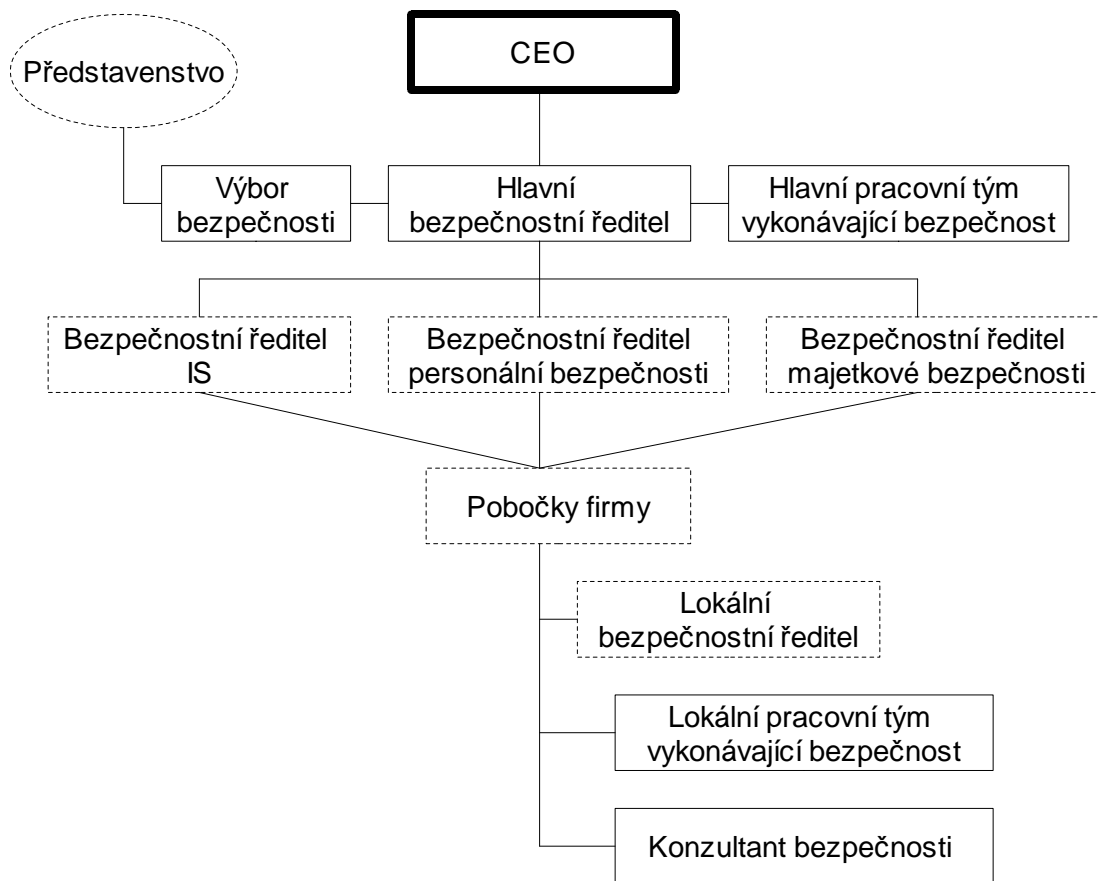 Představenstvo
CEO
Výbor
bezpečnosti
Hlavní
bezpečnostní ředitel
Hlavní pracovní tým
vykonávající bezpečnost
Bezpečnostní ředitel
IS
Bezpečnostní ředitel
personální bezpečnosti
Bezpečnostní ředitel
majetkové bezpečnosti
Pobočky firmy
Lokální
bezpečnostní ředitel
Lokální pracovní tým
vykonávající bezpečnost
Konzultant bezpečnosti